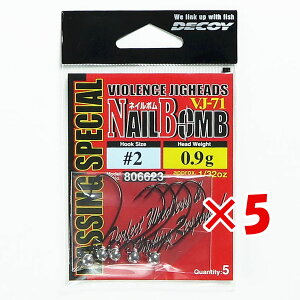 We link up with fish
DECOY
VIOLENCE JIGHEADS
VJ-71
ネイルボム
NAIL BOMB
Hook Size
Head Weight
#2
0.9g
approx. 1/32oz
806623
SSING SPECIAL
×5
Quantity:5